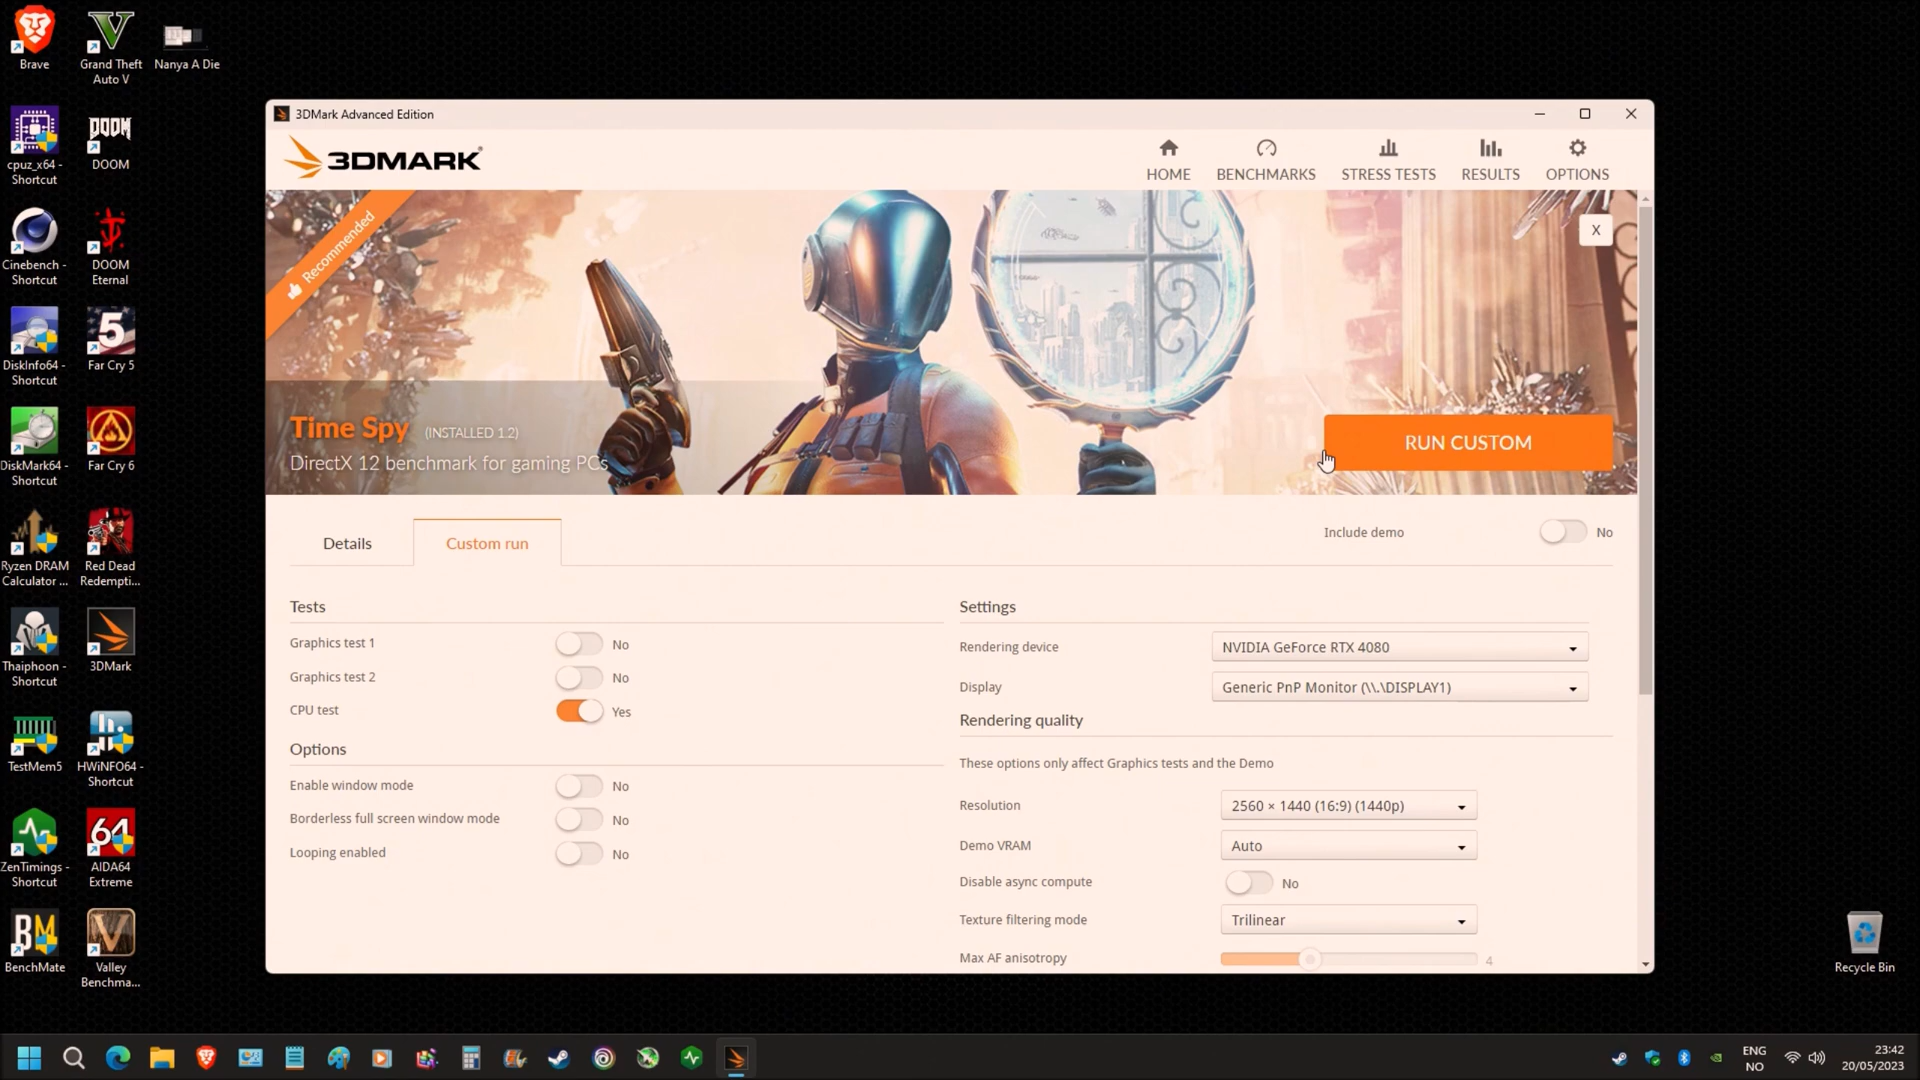 Brave
Grand Theft
Auto V
Nanya A Die
cpuz_x64 -
Shortcut
DOOM
DOOM
Cinebench -
Shortcut
DOOM
Eternal
DiskInfo64 -
Shortcut
5
Far Cry 5
DiskMark64 -
Shortcut
Far Cry 6
Ryzen DRAM
Calculator ...
Red Dead
Redempti...
Thaiphoon -
Shortcut
3DMark
TestMem5
HWiNFO64 -
Shortcut
ZenTimings -
Shortcut
64
AIDA64
Extreme
BM
BenchMate
V
Valley
Benchma...
3DMark Advanced Edition
3DMARK®
HOME
BENCHMARKS
STRESS TESTS
RESULTS
OPTIONS
Recommended
X
Time Spy (INSTALLED 1.2)
DirectX 12 benchmark for gaming PCs
RUN CUSTOM
Details
Custom run
Include demo No
Tests
Graphics test 1 No
Graphics test 2 No
CPU test Yes
Options
Enable window mode No
Borderless full screen window mode No
Looping enabled No
Settings
Rendering device NVIDIA GeForce RTX 4080
Display Generic PnP Monitor (\\.\DISPLAY1)
Rendering quality
These options only affect Graphics tests and the Demo
Resolution 2560 × 1440 (16:9) (1440p)
Demo VRAM Auto
Disable async compute No
Texture filtering mode Trilinear
Max AF anisotropy 4
Recycle Bin
ENG
NO
23:42
20/05/2023